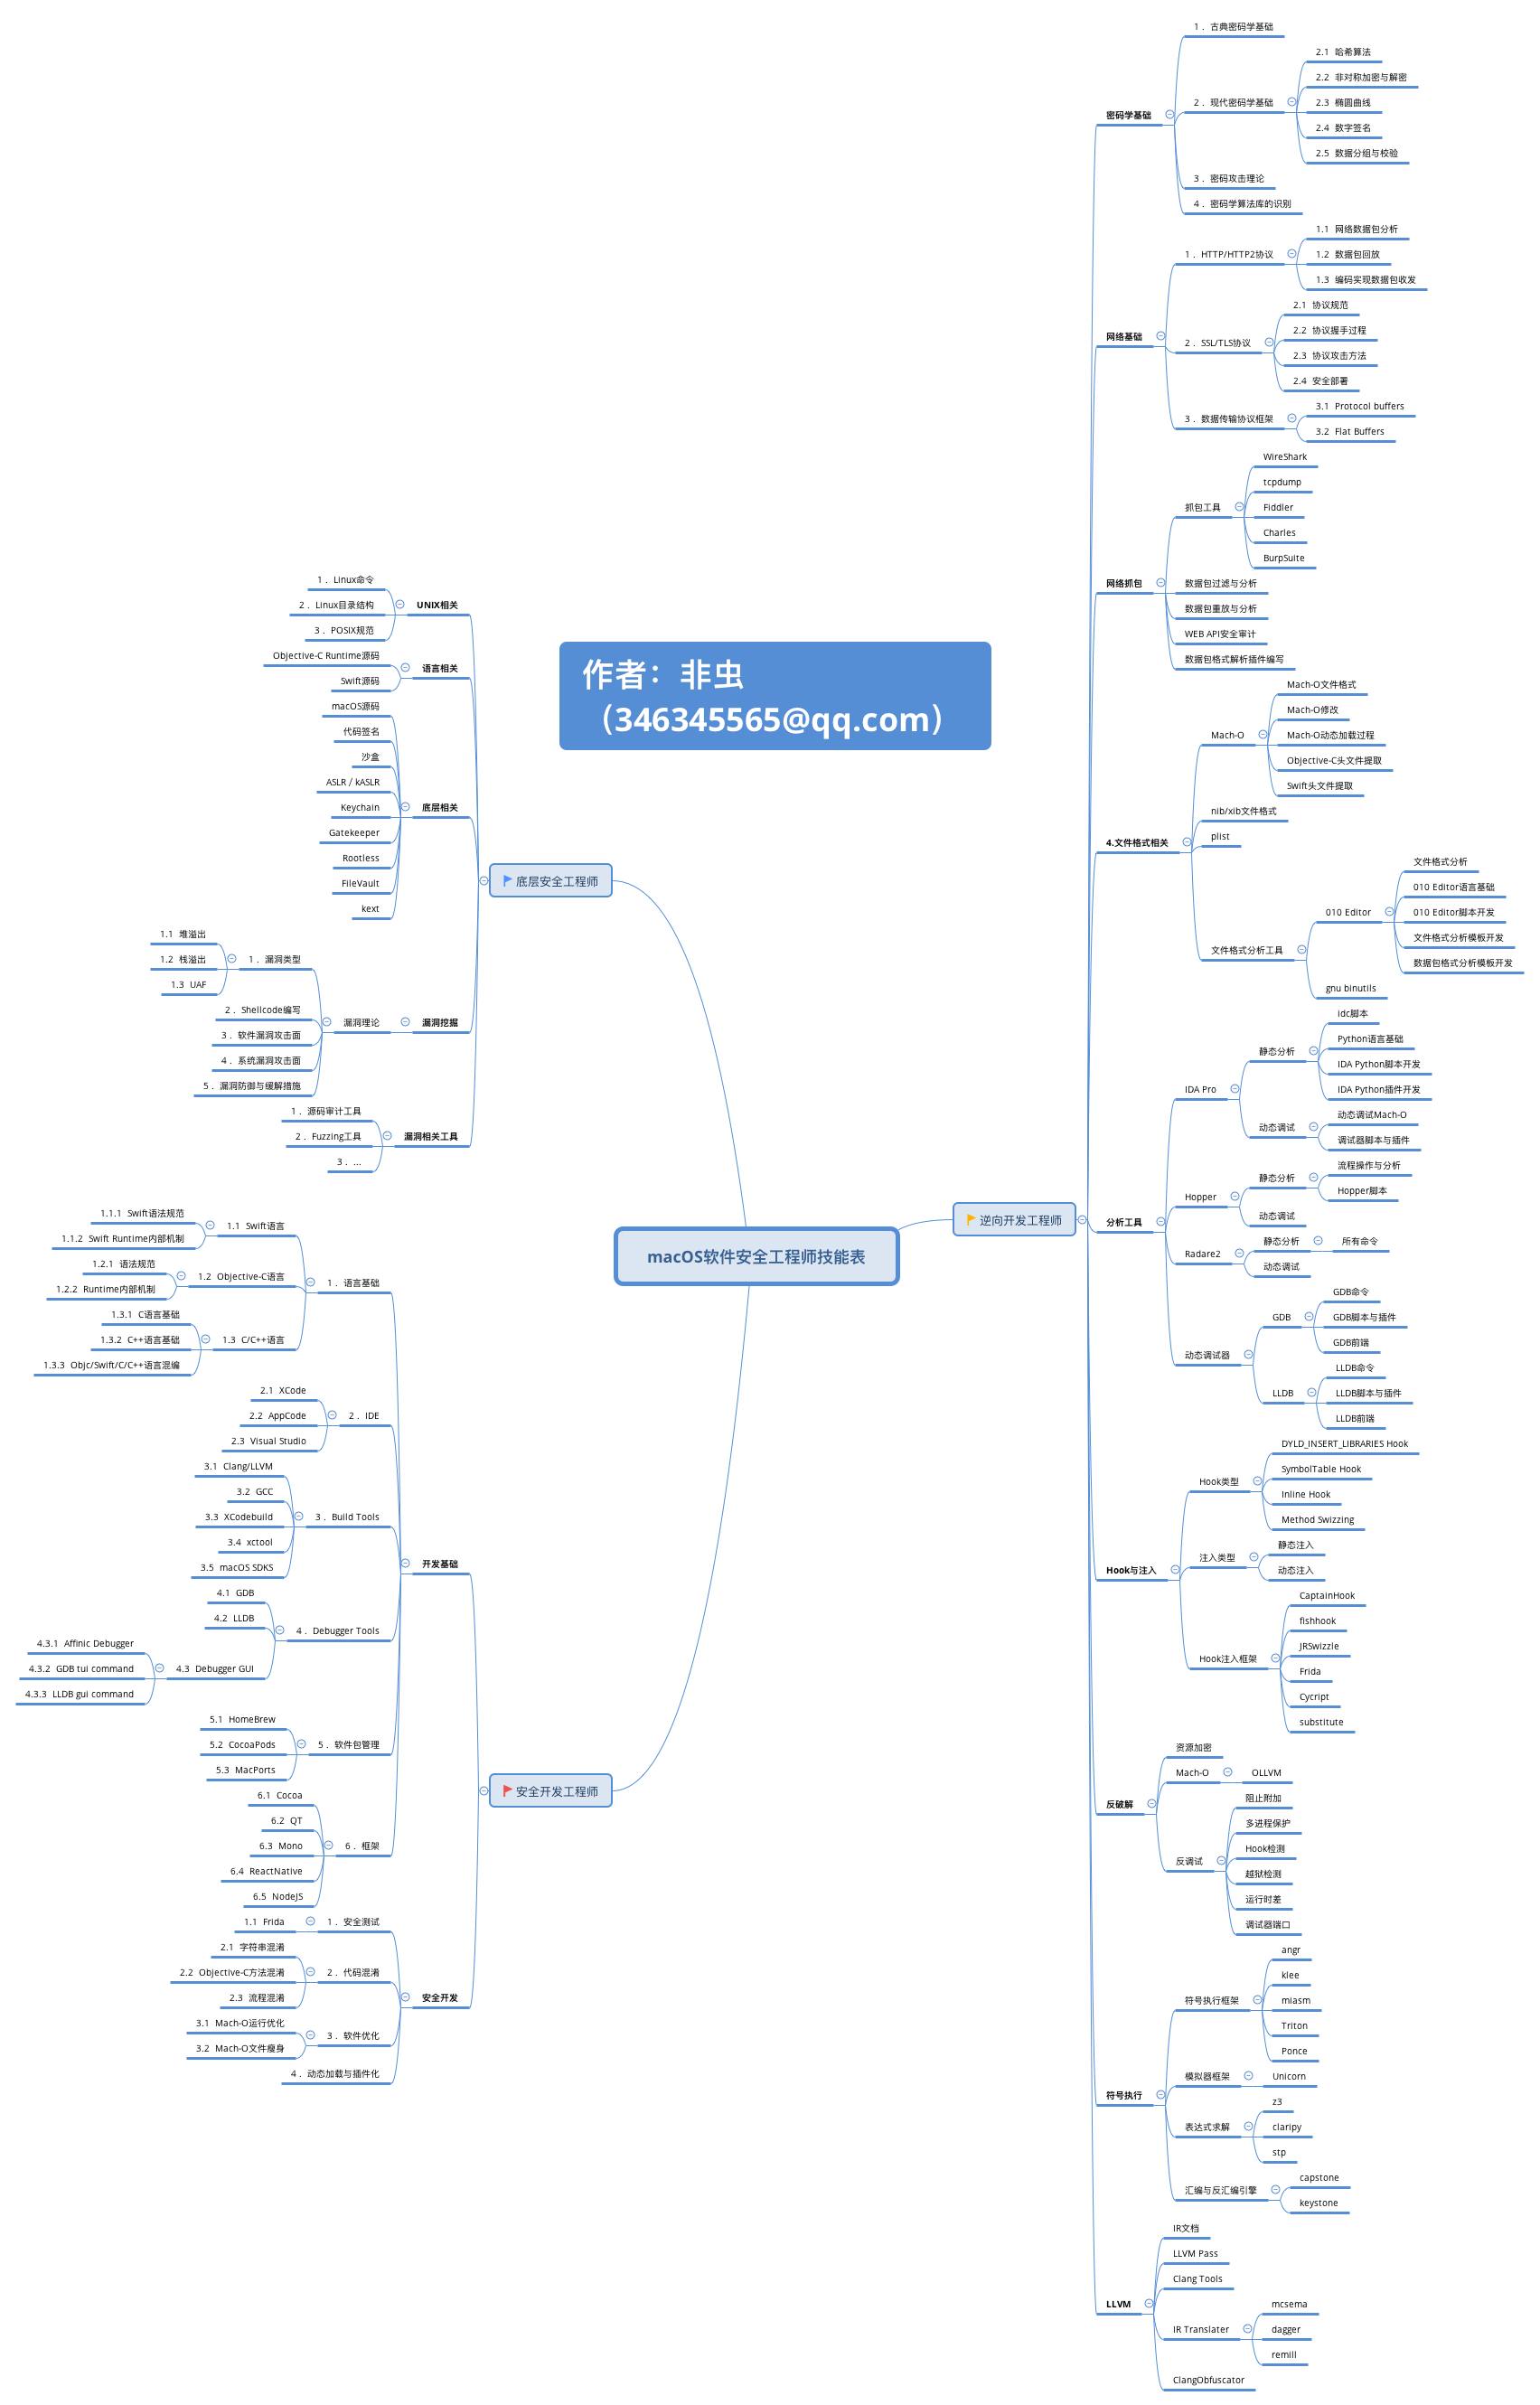 macOS软件安全工程师技能表
作者：非虫
（346345565@qq.com）
底层安全工程师
UNIX相关
1． Linux命令
2． Linux目录结构
3． POSIX规范
语言相关
Objective-C Runtime源码
Swift源码
底层相关
macOS源码
代码签名
沙盒
ASLR / kASLR
Keychain
Gatekeeper
Rootless
FileVault
kext
漏洞挖掘
漏洞理论
1． 漏洞类型
1.1 堆溢出
1.2 栈溢出
1.3 UAF
2． Shellcode编写
3． 软件漏洞攻击面
4． 系统漏洞攻击面
5． 漏洞防御与缓解措施
漏洞相关工具
1． 源码审计工具
2． Fuzzing工具
3． ...
安全开发工程师
开发基础
1． 语言基础
1.1 Swift语言
1.1.1 Swift语法规范
1.1.2 Swift Runtime内部机制
1.2 Objective-C语言
1.2.1 语法规范
1.2.2 Runtime内部机制
1.3 C/C++语言
1.3.1 C语言基础
1.3.2 C++语言基础
1.3.3 Objc/Swift/C/C++语言混编
2． IDE
2.1 XCode
2.2 AppCode
2.3 Visual Studio
3． Build Tools
3.1 Clang/LLVM
3.2 GCC
3.3 XCodebuild
3.4 xctool
3.5 macOS SDKS
4． Debugger Tools
4.1 GDB
4.2 LLDB
4.3 Debugger GUI
4.3.1 Affinic Debugger
4.3.2 GDB tui command
4.3.3 LLDB gui command
5． 软件包管理
5.1 HomeBrew
5.2 CocoaPods
5.3 MacPorts
6． 框架
6.1 Cocoa
6.2 QT
6.3 Mono
6.4 ReactNative
6.5 NodeJS
安全开发
1． 安全测试
1.1 Frida
2． 代码混淆
2.1 字符串混淆
2.2 Objective-C方法混淆
2.3 流程混淆
3． 软件优化
3.1 Mach-O运行优化
3.2 Mach-O文件瘦身
4． 动态加载与插件化
逆向开发工程师
密码学基础
1． 古典密码学基础
2． 现代密码学基础
2.1 哈希算法
2.2 非对称加密与解密
2.3 椭圆曲线
2.4 数字签名
2.5 数据分组与校验
3． 密码攻击理论
4． 密码学算法库的识别
网络基础
1． HTTP/HTTP2协议
1.1 网络数据包分析
1.2 数据包回放
1.3 编码实现数据包收发
2． SSL/TLS协议
2.1 协议规范
2.2 协议握手过程
2.3 协议攻击方法
2.4 安全部署
3． 数据传输协议框架
3.1 Protocol buffers
3.2 Flat Buffers
网络抓包
抓包工具
WireShark
tcpdump
Fiddler
Charles
BurpSuite
数据包过滤与分析
数据包重放与分析
WEB API安全审计
数据包格式解析插件编写
4.文件格式相关
Mach-O
Mach-O文件格式
Mach-O修改
Mach-O动态加载过程
Objective-C头文件提取
Swift头文件提取
nib/xib文件格式
plist
文件格式分析工具
010 Editor
文件格式分析
010 Editor语言基础
010 Editor脚本开发
文件格式分析模板开发
数据包格式分析模板开发
gnu binutils
分析工具
IDA Pro
静态分析
idc脚本
Python语言基础
IDA Python脚本开发
IDA Python插件开发
动态调试
动态调试Mach-O
调试器脚本与插件
Hopper
静态分析
流程操作与分析
Hopper脚本
动态调试
Radare2
静态分析
所有命令
动态调试
动态调试器
GDB
GDB命令
GDB脚本与插件
GDB前端
LLDB
LLDB命令
LLDB脚本与插件
LLDB前端
Hook与注入
Hook类型
DYLD_INSERT_LIBRARIES Hook
SymbolTable Hook
Inline Hook
Method Swizzing
注入类型
静态注入
动态注入
Hook注入框架
CaptainHook
fishhook
JRSwizzle
Frida
Cycript
substitute
反破解
资源加密
Mach-O
OLLVM
反调试
阻止附加
多进程保护
Hook检测
越狱检测
运行时差
调试器端口
符号执行
符号执行框架
angr
klee
miasm
Triton
Ponce
模拟器框架
Unicorn
表达式求解
z3
claripy
stp
汇编与反汇编引擎
capstone
keystone
LLVM
IR文档
LLVM Pass
Clang Tools
IR Translater
mcsema
dagger
remill
ClangObfuscator